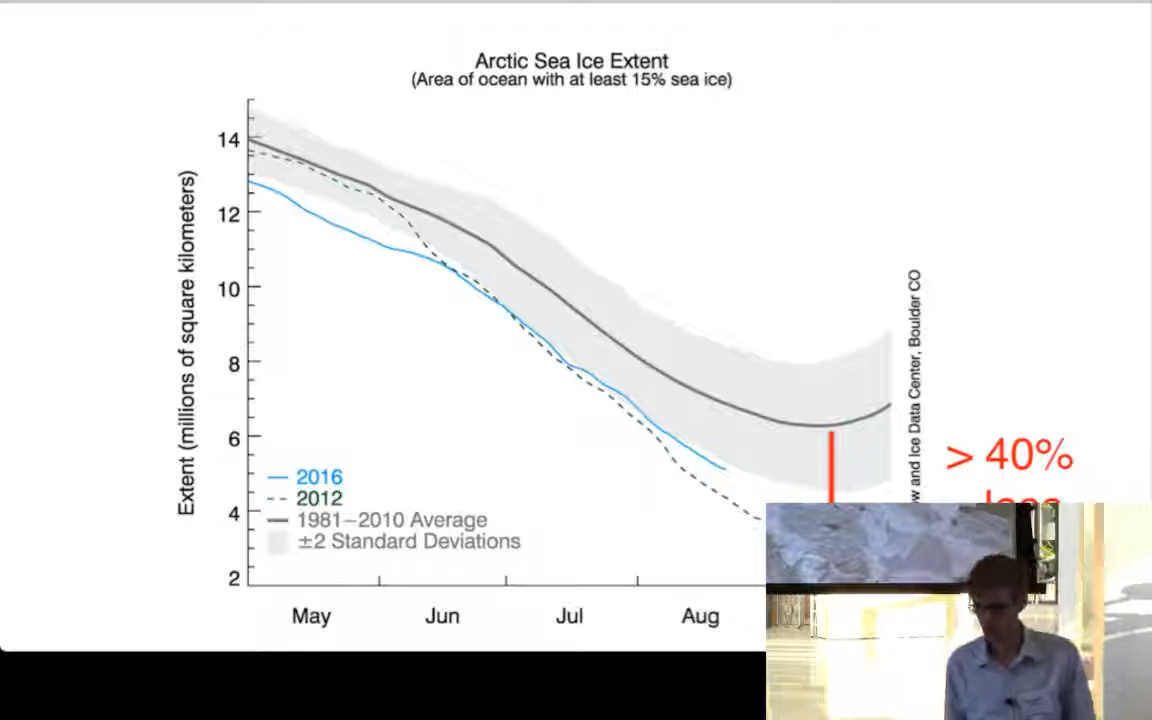 Arctic Sea Ice Extent
(Area of ocean with at least 15% sea ice)
Extent (millions of square kilometers)
14
12
10
8
6
4
2
2016
2012
1981–2010 Average
±2 Standard Deviations
May
Jun
Jul
Aug
and Ice Data Center, Boulder CO
> 40%